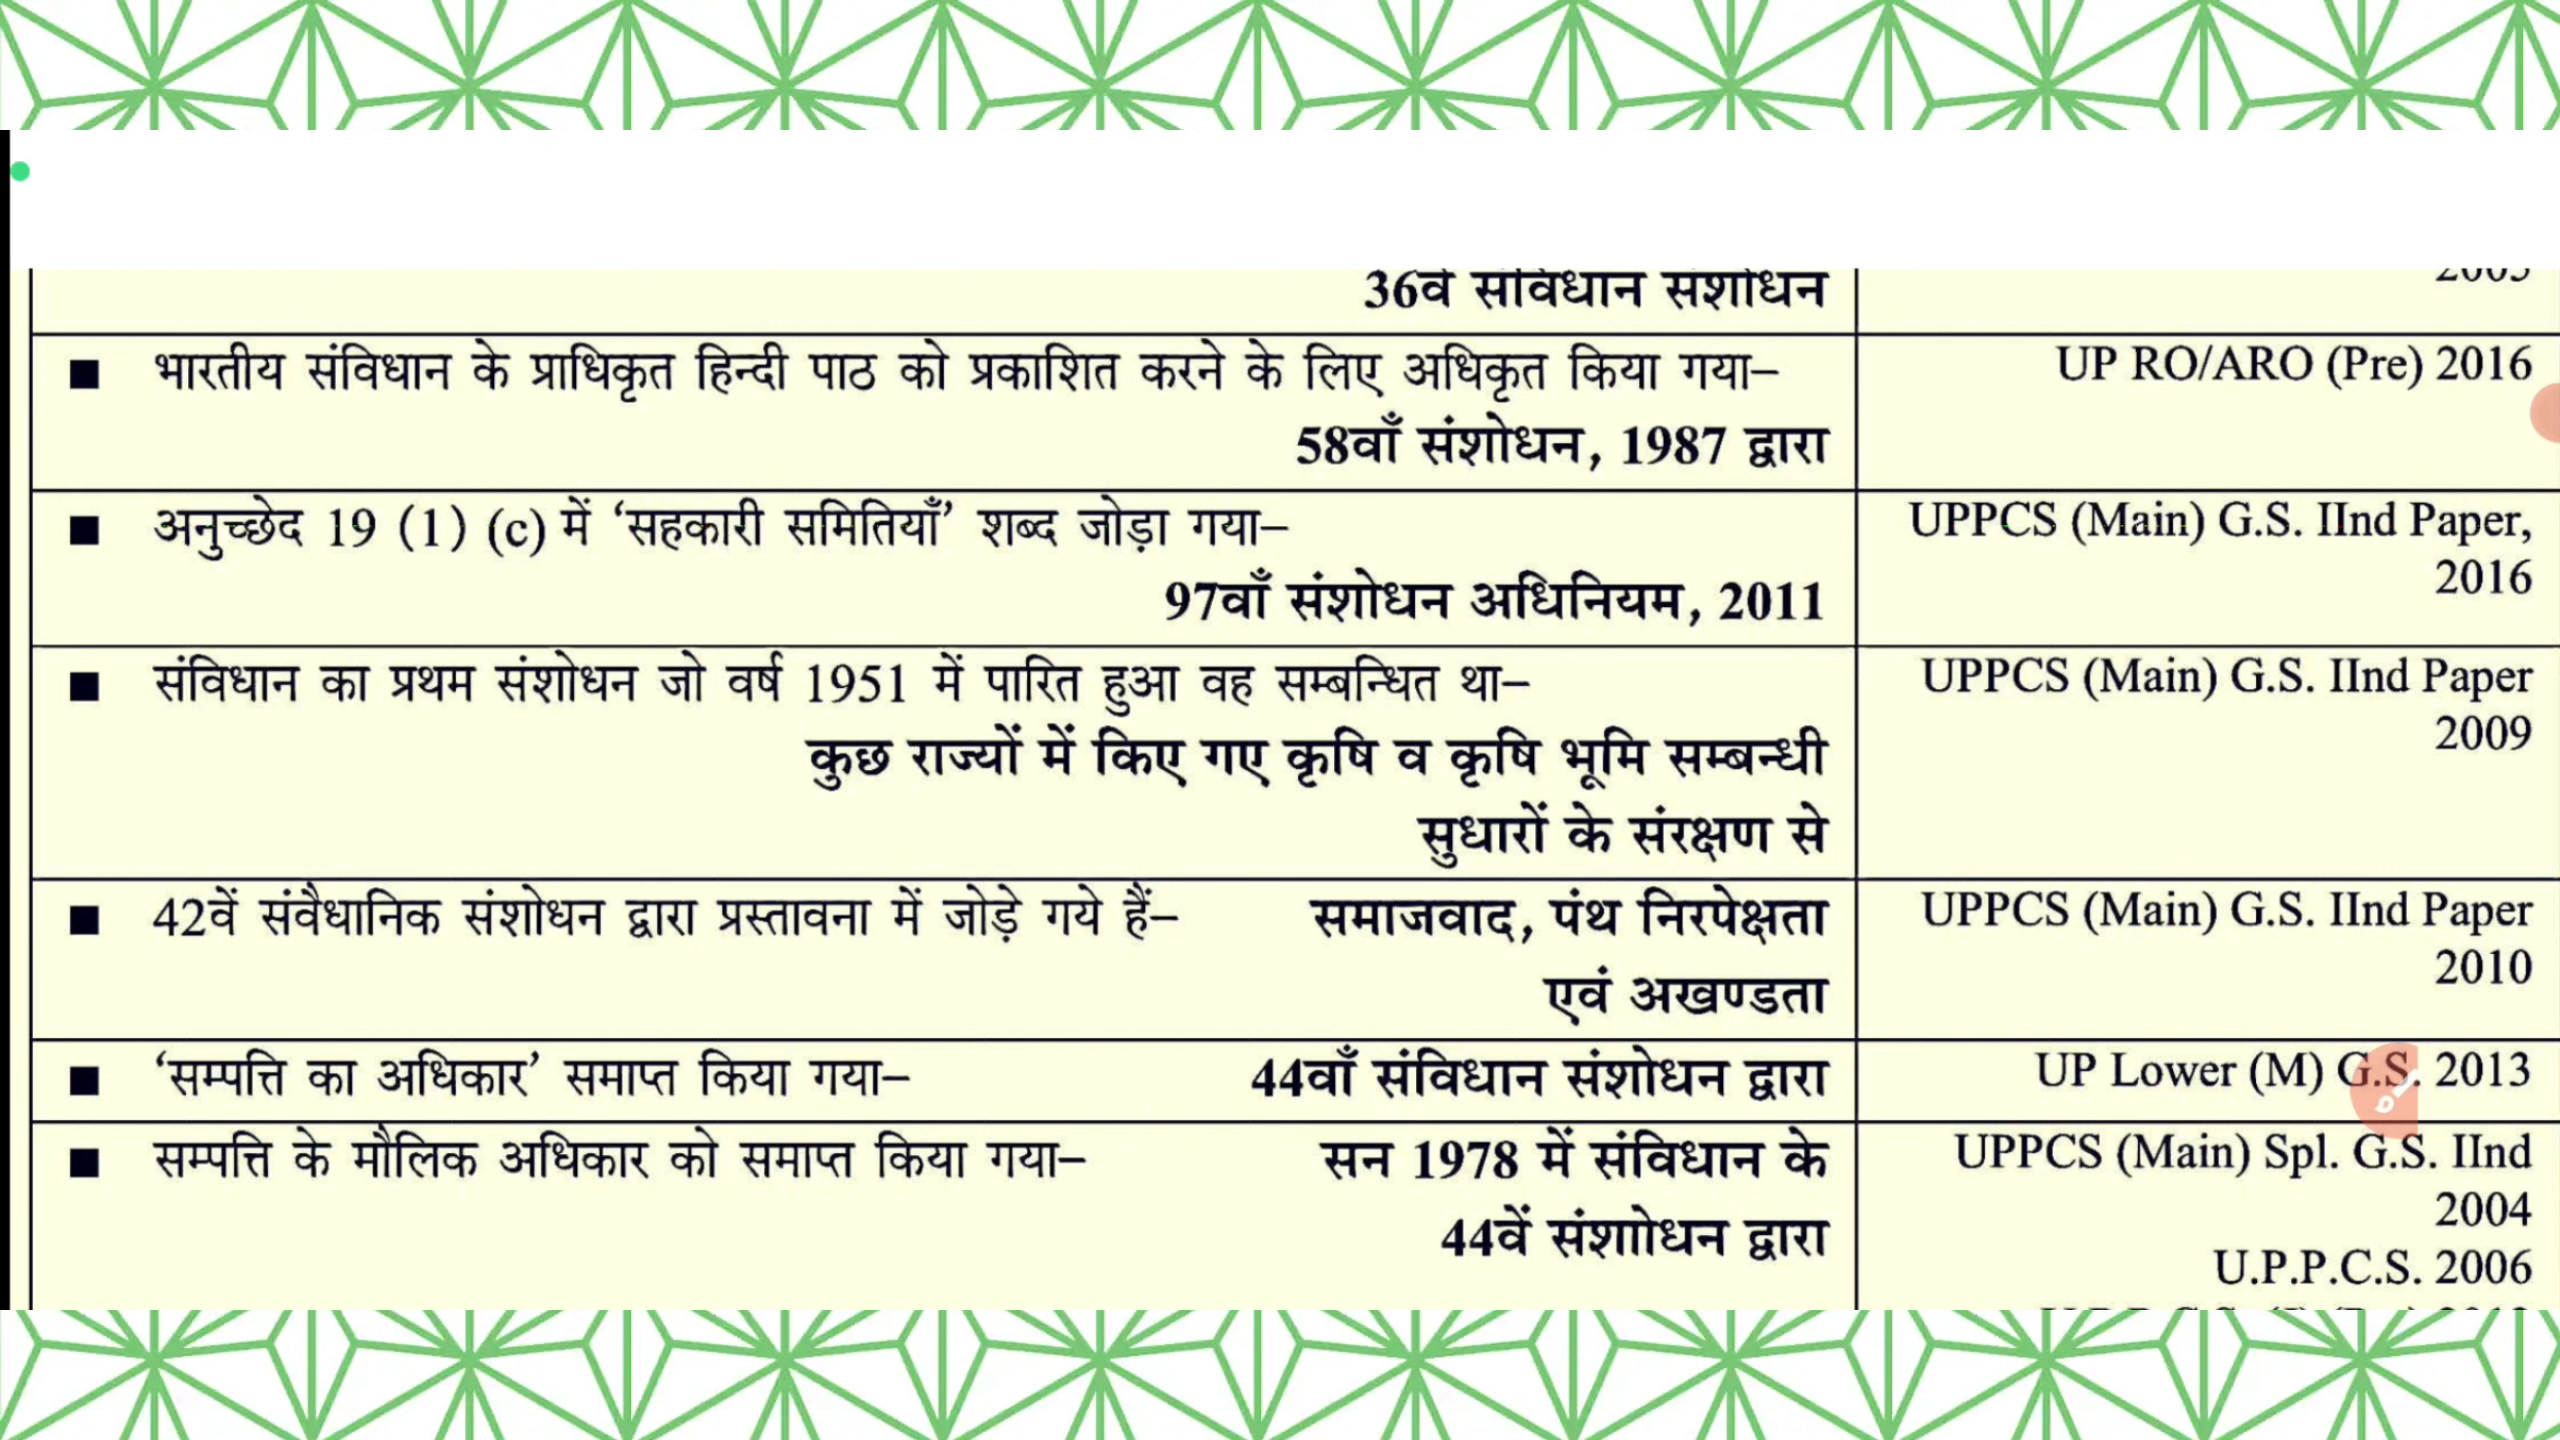 36वें संविधान संशोधन
2005
■ भारतीय संविधान के प्राधिकृत हिन्दी पाठ को प्रकाशित करने के लिए अधिकृत किया गया–
58वाँ संशोधन, 1987 द्वारा
UP RO/ARO (Pre) 2016
■ अनुच्छेद 19 (1) (c) में ‘सहकारी समितियाँ’ शब्द जोड़ा गया–
97वाँ संशोधन अधिनियम, 2011
UPPCS (Main) G.S. IInd Paper,
2016
■ संविधान का प्रथम संशोधन जो वर्ष 1951 में पारित हुआ वह सम्बन्धित था–
कुछ राज्यों में किए गए कृषि व कृषि भूमि सम्बन्धी
सुधारों के संरक्षण से
UPPCS (Main) G.S. IInd Paper
2009
■ 42वें संवैधानिक संशोधन द्वारा प्रस्तावना में जोड़े गये हैं– समाजवाद, पंथ निरपेक्षता
एवं अखण्डता
UPPCS (Main) G.S. IInd Paper
2010
■ ‘सम्पत्ति का अधिकार’ समाप्त किया गया– 44वाँ संविधान संशोधन द्वारा
UP Lower (M) G.S. 2013
■ सम्पत्ति के मौलिक अधिकार को समाप्त किया गया– सन 1978 में संविधान के
44वें संशाोधन द्वारा
UPPCS (Main) Spl. G.S. IInd
2004
U.P.P.C.S. 2006